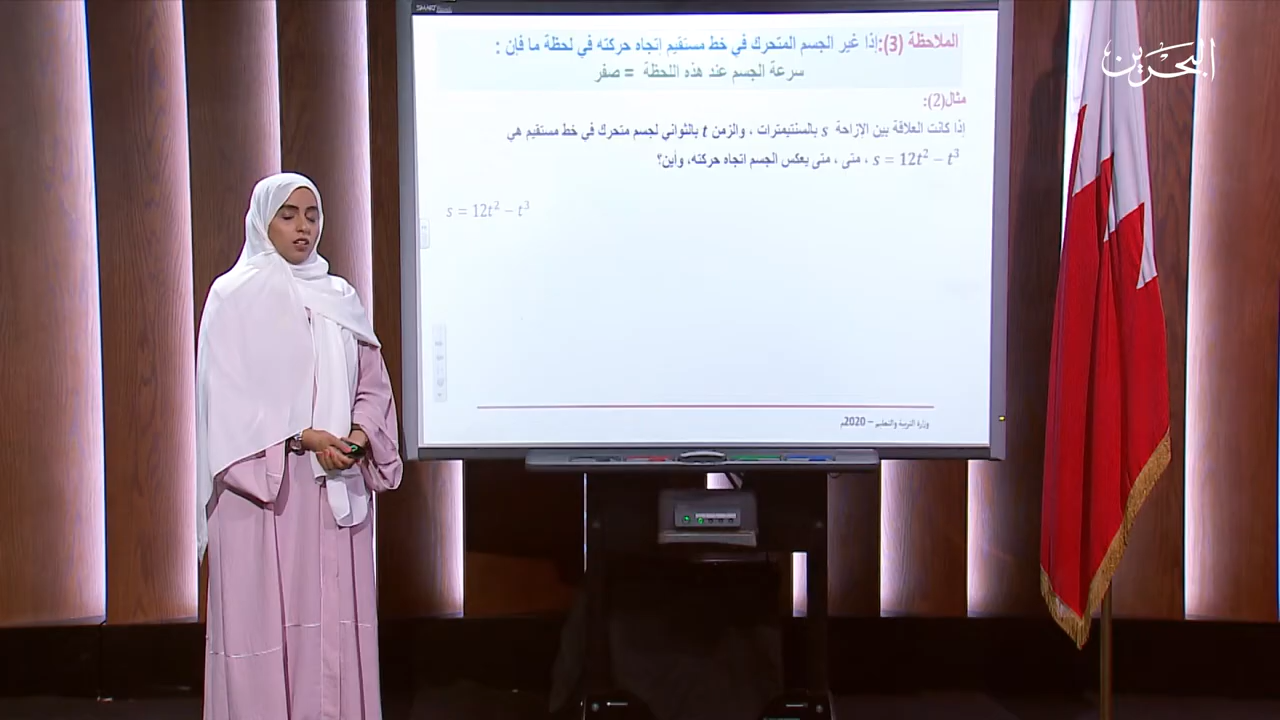 SMART
البحرين
الملاحظة (3):إذا غير الجسم المتحرك في خط مستقيم اتجاه حركته في لحظة ما فإن :
سرعة الجسم عند هذه اللحظة = صفر
مثال(2):
إذا كانت العلاقة بين الإزاحة s بالسنتيمترات ، والزمن t بالثواني لجسم متحرك في خط مستقيم هي
s = 12t² – t³ ، متى ، متى يعكس الجسم اتجاه حركته، وأين؟
s = 12t² – t³
وزارة التربية والتعليم – 2020م